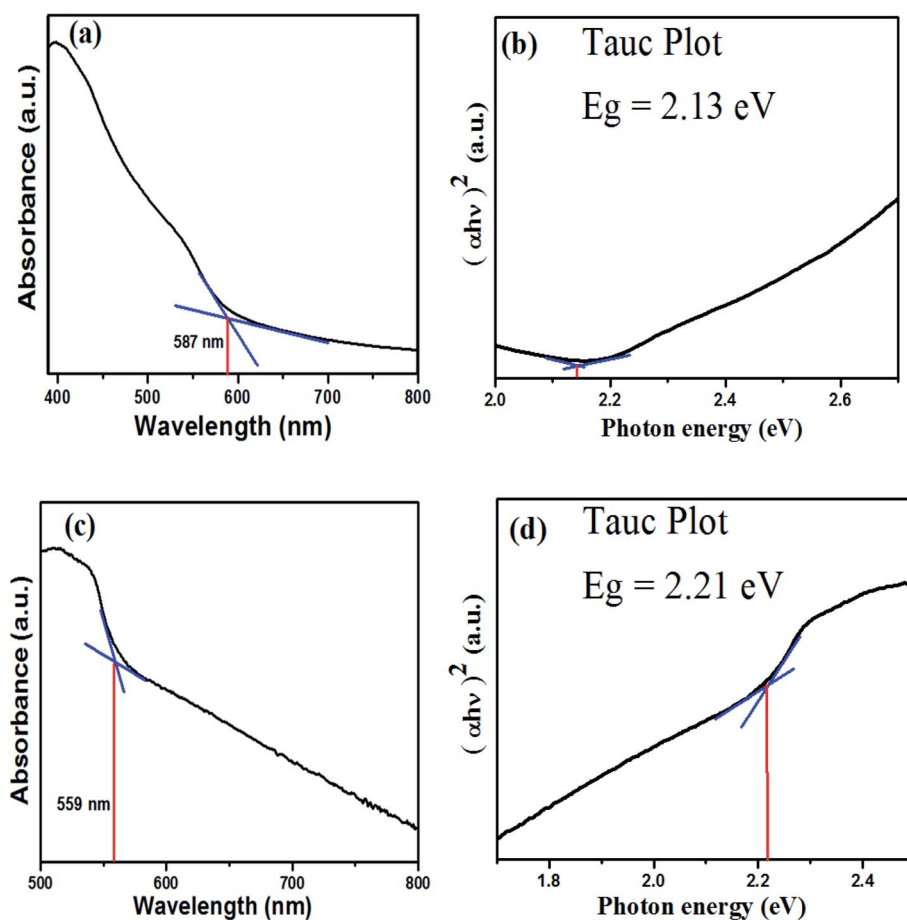 (a)
Absorbance (a.u.)
587 nm
400 500 600 700 800
Wavelength (nm)
(b) Tauc Plot
Eg = 2.13 eV
( αhν )² (a.u.)
2.0 2.2 2.4 2.6
Photon energy (eV)
(c)
Absorbance (a.u.)
559 nm
500 600 700 800
Wavelength (nm)
(d) Tauc Plot
Eg = 2.21 eV
( αhν )² (a.u.)
1.8 2.0 2.2 2.4
Photon energy (eV)